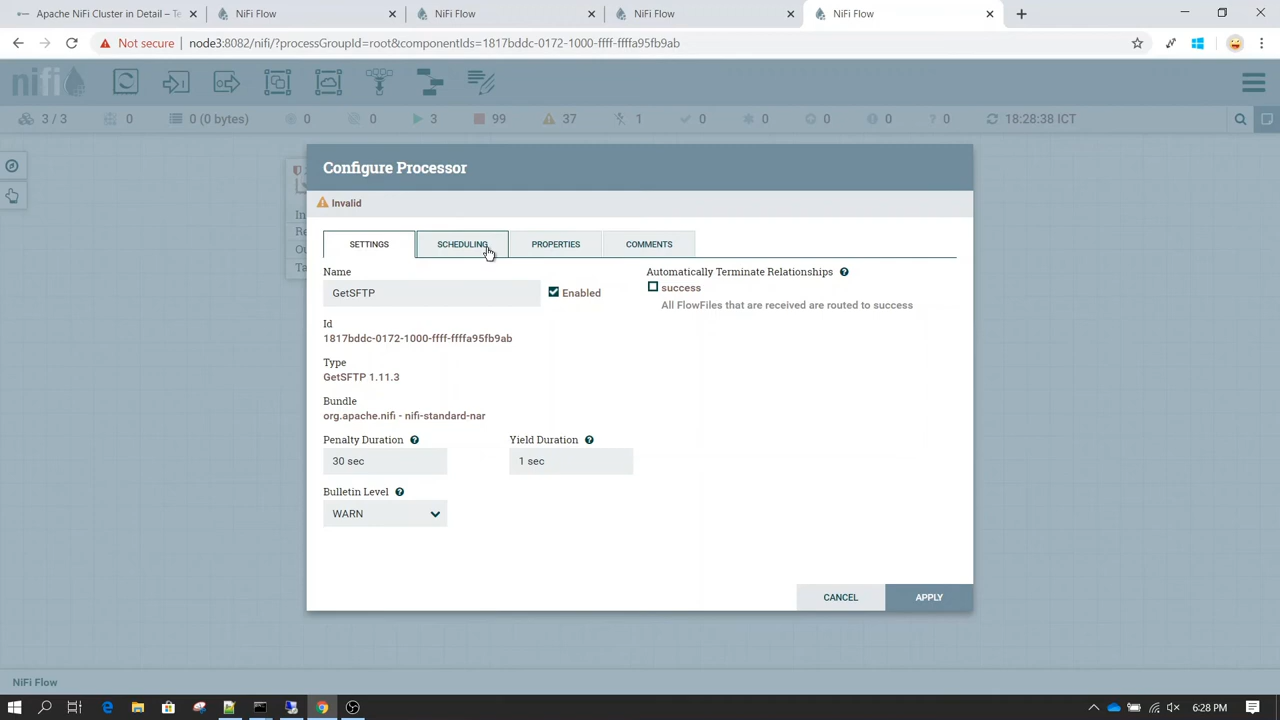 Apache NiFi Cluster in Detail – Te
NiFi Flow
NiFi Flow
NiFi Flow
NiFi Flow
Not secure
node3:8082/nifi/?processGroupId=root&componentIds=1817bddc-0172-1000-ffff-ffffa95fb9ab
nifi
3 / 3
0
0 (0 bytes)
0
0
3
99
37
1
0
0
0
0
0
18:28:38 ICT
Configure Processor
Invalid
SETTINGS
SCHEDULING
PROPERTIES
COMMENTS
Name
GetSFTP
Enabled
Automatically Terminate Relationships
success
All FlowFiles that are received are routed to success
Id
1817bddc-0172-1000-ffff-ffffa95fb9ab
Type
GetSFTP 1.11.3
Bundle
org.apache.nifi - nifi-standard-nar
Penalty Duration
Yield Duration
30 sec
1 sec
Bulletin Level
WARN
CANCEL
APPLY
In
Ou
Ta
NiFi Flow
6:28 PM